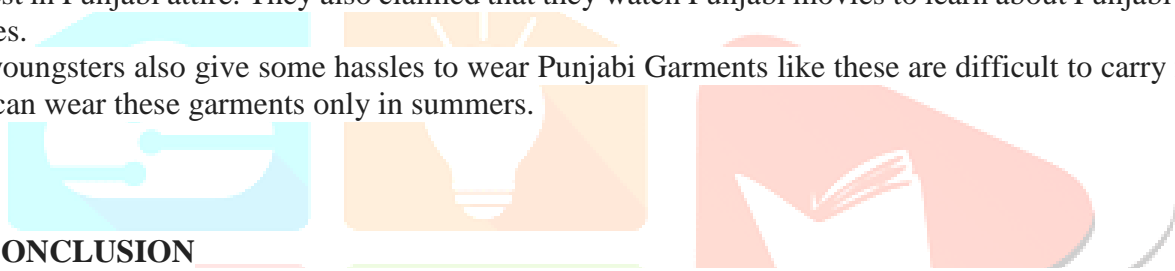 st in Punjabi attire. They also claimed that they watch Punjabi movies to learn about Punjabi
es.
youngsters also give some hassles to wear Punjabi Garments like these are difficult to carry
can wear these garments only in summers.
ONCLUSION